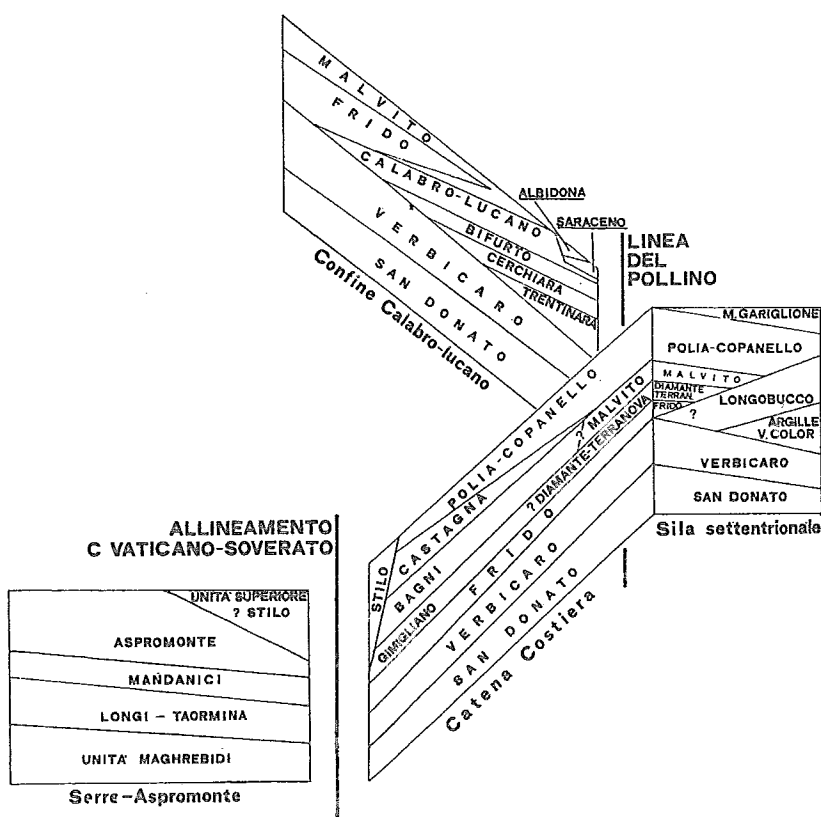 MALVITO
FRIDO
CALABRO-LUCANO
ALBIDONA
SARACENO
BIFURTO
CERCHIARA
TRENTINARA
VERBICARO
SAN DONATO
Confine Calabro-lucano
LINEA
DEL
POLLINO
M. GARIGLIONE
POLIA-COPANELLO
MALVITO
DIAMANTE
TERRAN.
FRIDO
?
LONGOBUCCO
ARGILLE
V. COLOR
VERBICARO
SAN DONATO
Sila settentrionale
POLIA-COPANELLO
? MALVITO
? DIAMANTE-TERRANOVA
STILO
CASTAGNA
BAGNI
GIMIGLIANO
FRIDO
VERBICARO
SAN DONATO
Catena Costiera
ALLINEAMENTO
C VATICANO-SOVERATO
UNITA' SUPERIORE
? STILO
ASPROMONTE
MANDANICI
LONGI - TAORMINA
UNITA' MAGHREBIDI
Serre-Aspromonte